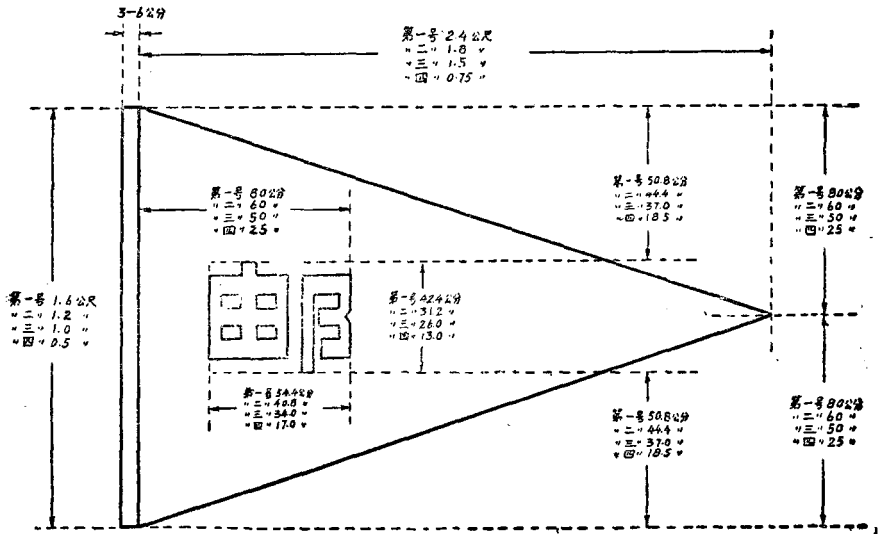 3-6公分
第一号 2.4 公尺
" 二 " 1.8 "
" 三 " 1.5 "
" 四 " 0.75 "
第一号 80公分
" 二 " 60 "
" 三 " 50 "
" 四 " 25 "
第一号 50.8公分
" 二 " 44.4 "
" 三 " 37.0 "
" 四 " 18.5 "
第一号 80公分
" 二 " 60 "
" 三 " 50 "
" 四 " 25 "
第一号 1.6 公尺
" 二 " 1.2 "
" 三 " 1.0 "
" 四 " 0.5 "
邮
第一号 42.4公分
" 二 " 31.2 "
" 三 " 26.0 "
" 四 " 13.0 "
第一号 54.4公分
" 二 " 40.8 "
" 三 " 34.0 "
" 四 " 17.0 "
第一号 50.8公分
" 二 " 44.4 "
" 三 " 37.0 "
" 四 " 18.5 "
第一号 80公分
" 二 " 60 "
" 三 " 50 "
" 四 " 25 "